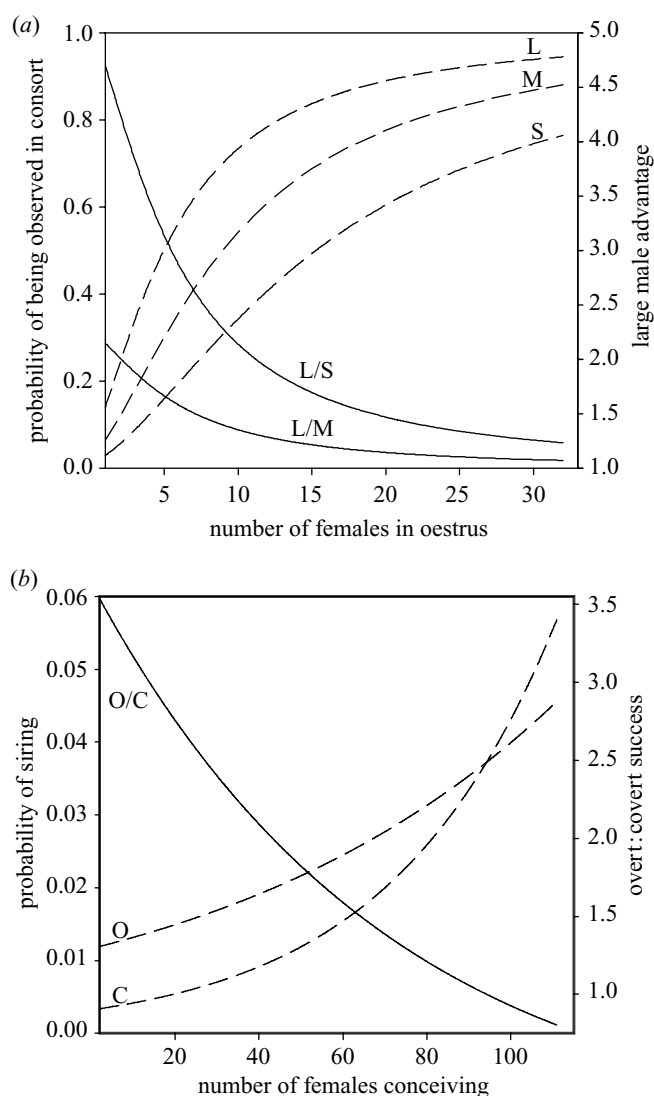 (a)
1.0
0.8
0.6
0.4
0.2
0.0
probability of being observed in consort
L
M
S
L/S
L/M
5.0
4.5
4.0
3.5
3.0
2.5
2.0
1.5
1.0
large male advantage
5 10 15 20 25 30
number of females in oestrus
(b)
0.06
0.05
0.04
0.03
0.02
0.01
0.00
probability of siring
O/C
O
C
3.5
3.0
2.5
2.0
1.5
1.0
overt:covert success
20 40 60 80 100
number of females conceiving